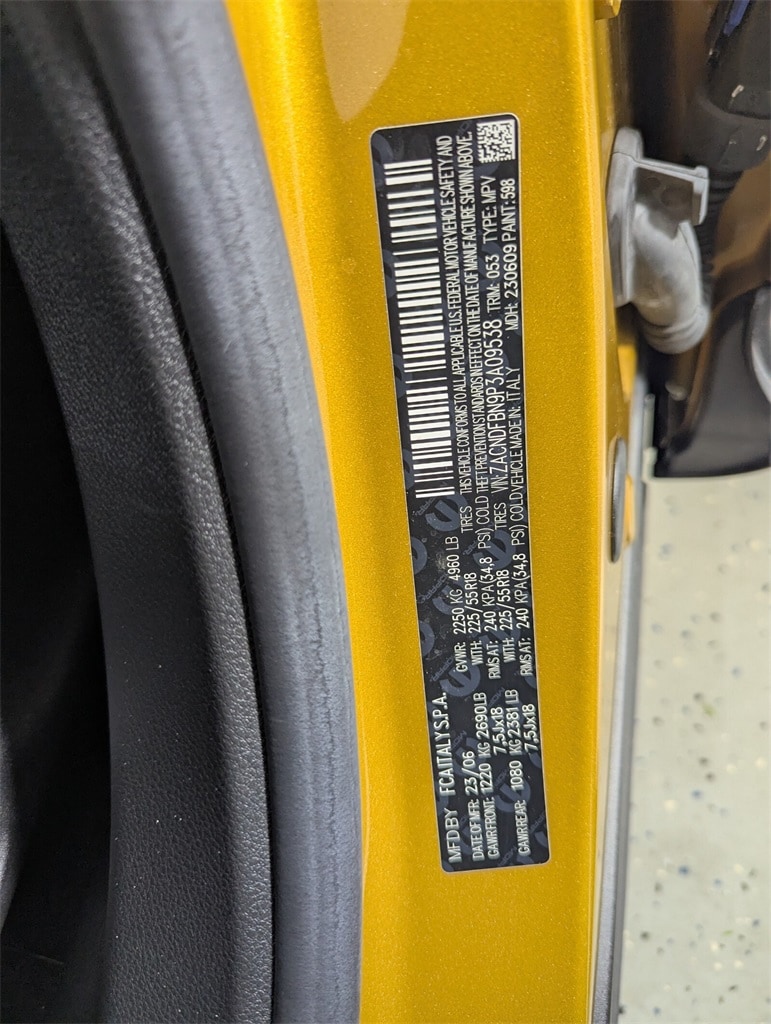 MFD BY FCA ITALY S.P.A.
DATE OF MFR: 23/06 GVWR: 2250 KG 4960 LB
GAWR FRONT: 1220 KG 2690LB WITH: 225/55R18 TIRES
7,5Jx18 RIMS AT: 240 KPA(34,8 PSI) COLD
GAWR REAR: 1080 KG 2381 LB WITH: 225/55R18 TIRES
7,5Jx18 RIMS AT: 240 KPA(34,8 PSI) COLD
THIS VEHICLE CONFORMS TO ALL APPLICABLE U.S. FEDERAL MOTOR VEHICLE SAFETY AND
THEFT PREVENTION STANDARDS IN EFFECT ON THE DATE OF MANUFACTURE SHOWN ABOVE.
VIN: ZACNDFBN9P3A09538 TRIM: 053 TYPE: MPV
VEHICLE MADE IN: ITALY MDH: 230609 PAINT: 598